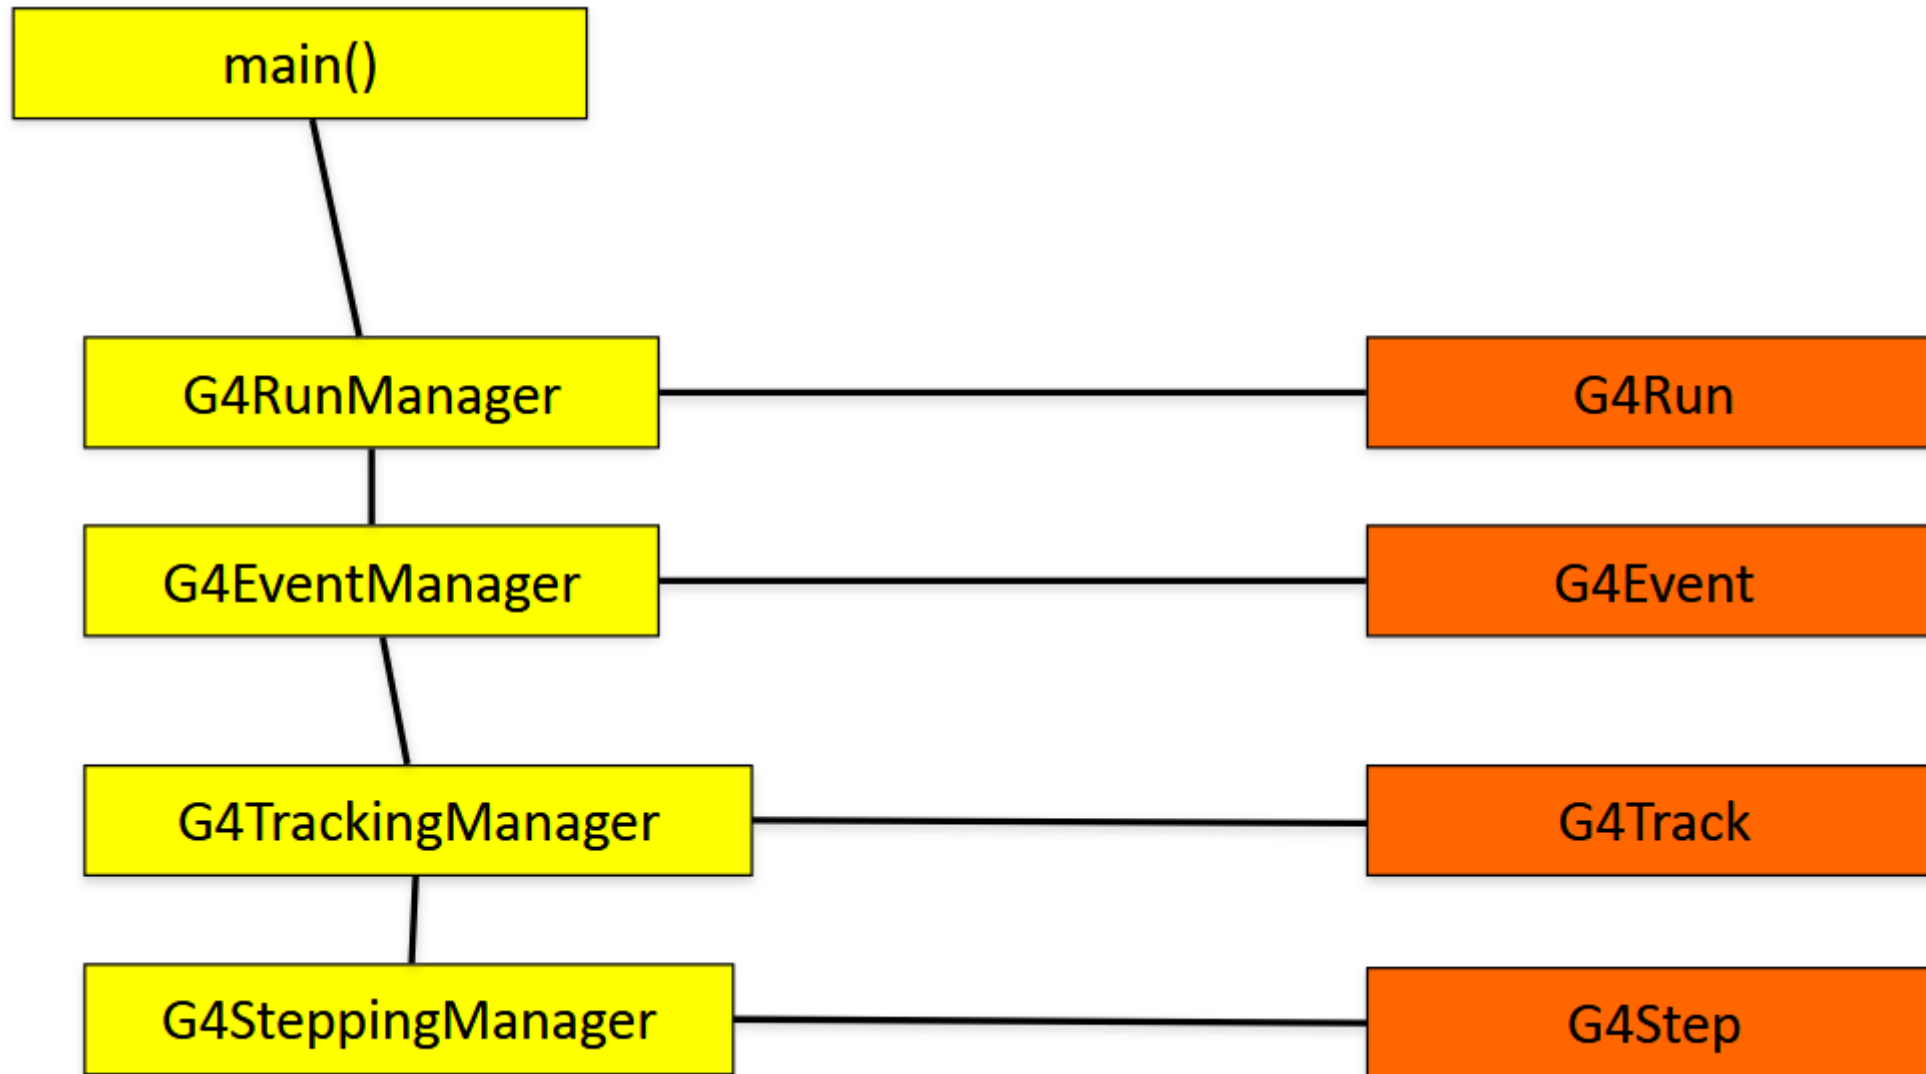 main()
G4RunManager
G4Run
G4EventManager
G4Event
G4TrackingManager
G4Track
G4SteppingManager
G4Step